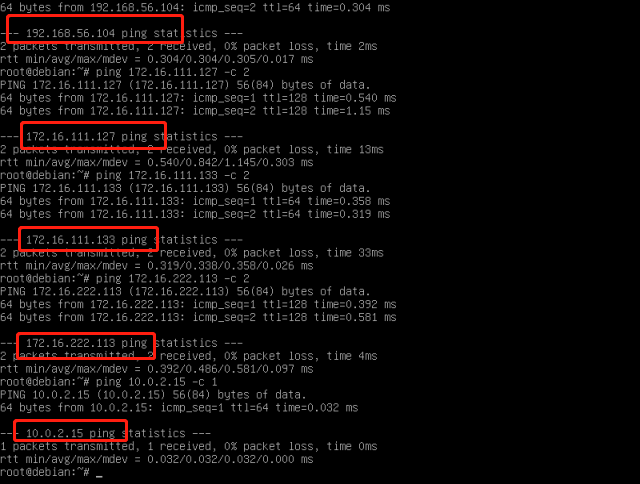 64 bytes from 192.168.56.104: icmp_seq=2 ttl=64 time=0.304 ms
--- 192.168.56.104 ping statistics ---
2 packets transmitted, 2 received, 0% packet loss, time 2ms
rtt min/avg/max/mdev = 0.304/0.304/0.305/0.017 ms
root@debian:~# ping 172.16.111.127 -c 2
PING 172.16.111.127 (172.16.111.127) 56(84) bytes of data.
64 bytes from 172.16.111.127: icmp_seq=1 ttl=128 time=0.540 ms
64 bytes from 172.16.111.127: icmp_seq=2 ttl=128 time=1.15 ms
--- 172.16.111.127 ping statistics ---
2 packets transmitted, 2 received, 0% packet loss, time 13ms
rtt min/avg/max/mdev = 0.540/0.842/1.145/0.303 ms
root@debian:~# ping 172.16.111.133 -c 2
PING 172.16.111.133 (172.16.111.133) 56(84) bytes of data.
64 bytes from 172.16.111.133: icmp_seq=1 ttl=64 time=0.358 ms
64 bytes from 172.16.111.133: icmp_seq=2 ttl=64 time=0.319 ms
--- 172.16.111.133 ping statistics ---
2 packets transmitted, 2 received, 0% packet loss, time 33ms
rtt min/avg/max/mdev = 0.319/0.338/0.358/0.026 ms
root@debian:~# ping 172.16.222.113 -c 2
PING 172.16.222.113 (172.16.222.113) 56(84) bytes of data.
64 bytes from 172.16.222.113: icmp_seq=1 ttl=128 time=0.392 ms
64 bytes from 172.16.222.113: icmp_seq=2 ttl=128 time=0.581 ms
--- 172.16.222.113 ping statistics ---
2 packets transmitted, 2 received, 0% packet loss, time 4ms
rtt min/avg/max/mdev = 0.392/0.486/0.581/0.097 ms
root@debian:~# ping 10.0.2.15 -c 1
PING 10.0.2.15 (10.0.2.15) 56(84) bytes of data.
64 bytes from 10.0.2.15: icmp_seq=1 ttl=64 time=0.032 ms
--- 10.0.2.15 ping statistics ---
1 packets transmitted, 1 received, 0% packet loss, time 0ms
rtt min/avg/max/mdev = 0.032/0.032/0.032/0.000 ms
root@debian:~# _